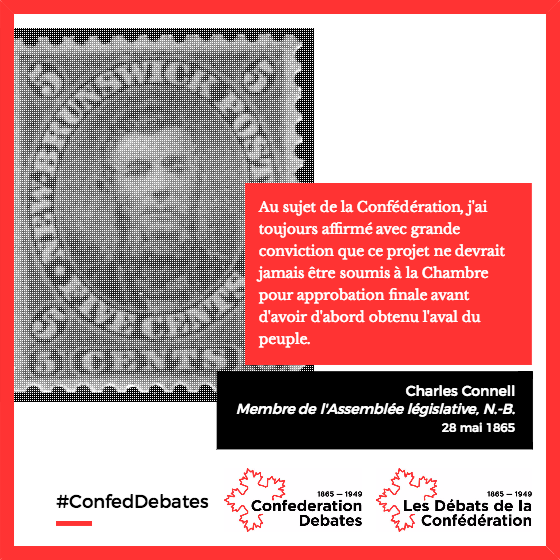 5 5
NEW-BRUNSWICK POST
FIVE CENTS
5 CENTS
Au sujet de la Confédération, j'ai
toujours affirmé avec grande
conviction que ce projet ne devrait
jamais être soumis à la Chambre
pour approbation finale avant
d'avoir d'abord obtenu l'aval du
peuple.
Charles Connell
Membre de l'Assemblée législative, N.-B.
28 mai 1865
#ConfedDebates
1865 — 1949
Confederation
Debates
1865 — 1949
Les Débats de la
Confédération